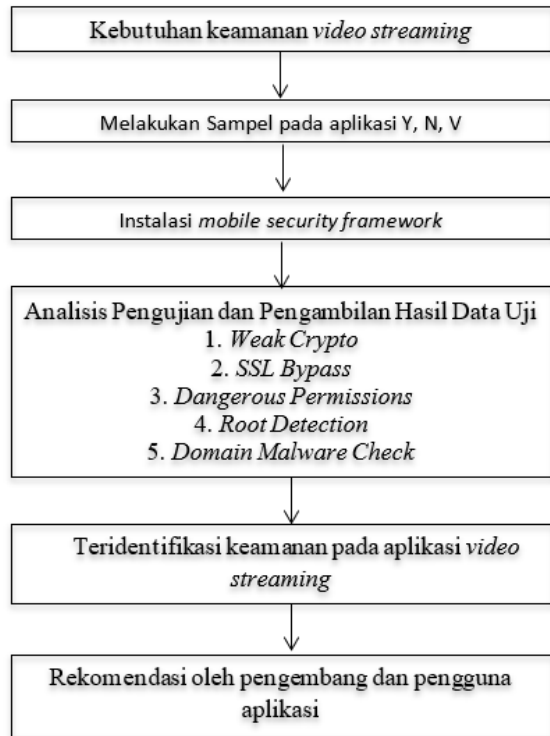 Kebutuhan keamanan video streaming
Melakukan Sampel pada aplikasi Y, N, V
Instalasi mobile security framework
Analisis Pengujian dan Pengambilan Hasil Data Uji
1. Weak Crypto
2. SSL Bypass
3. Dangerous Permissions
4. Root Detection
5. Domain Malware Check
Teridentifikasi keamanan pada aplikasi video
streaming
Rekomendasi oleh pengembang dan pengguna
aplikasi